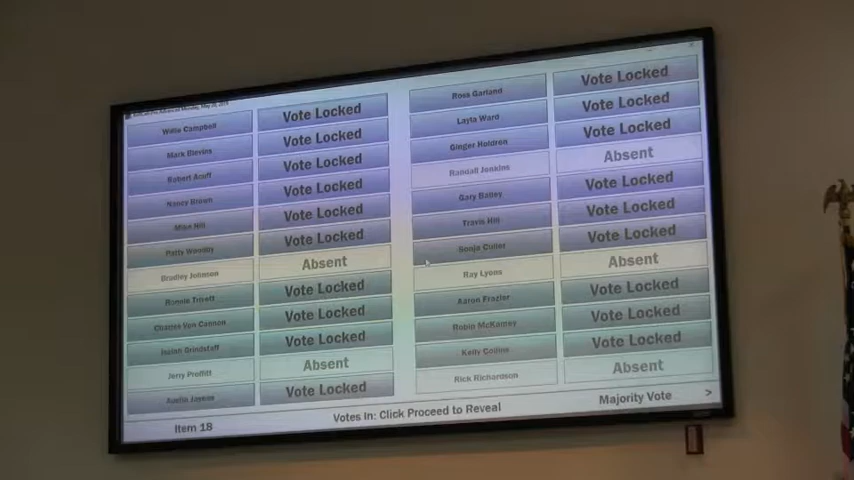 Willie Campbell Vote Locked
Mark Blevins Vote Locked
Robert Acuff Vote Locked
Nancy Brown Vote Locked
Mike Hill Vote Locked
Patty Woodby Vote Locked
Bradley Johnson Absent
Ronnie Trivett Vote Locked
Charles Von Cannon Vote Locked
Isaiah Grindstaff Vote Locked
Jerry Proffitt Absent
Vote Locked
Ross Garland Vote Locked
Layla Ward Vote Locked
Ginger Holdren Vote Locked
Randall Jenkins Absent
Gary Bailey Vote Locked
Travis Hill Vote Locked
Sonja Culler Vote Locked
Ray Lyons Absent
Aaron Frazier Vote Locked
Robin McKamey Vote Locked
Kelly Collins Vote Locked
Rick Richardson Absent
Item 18 Votes In: Click Proceed to Reveal Majority Vote >